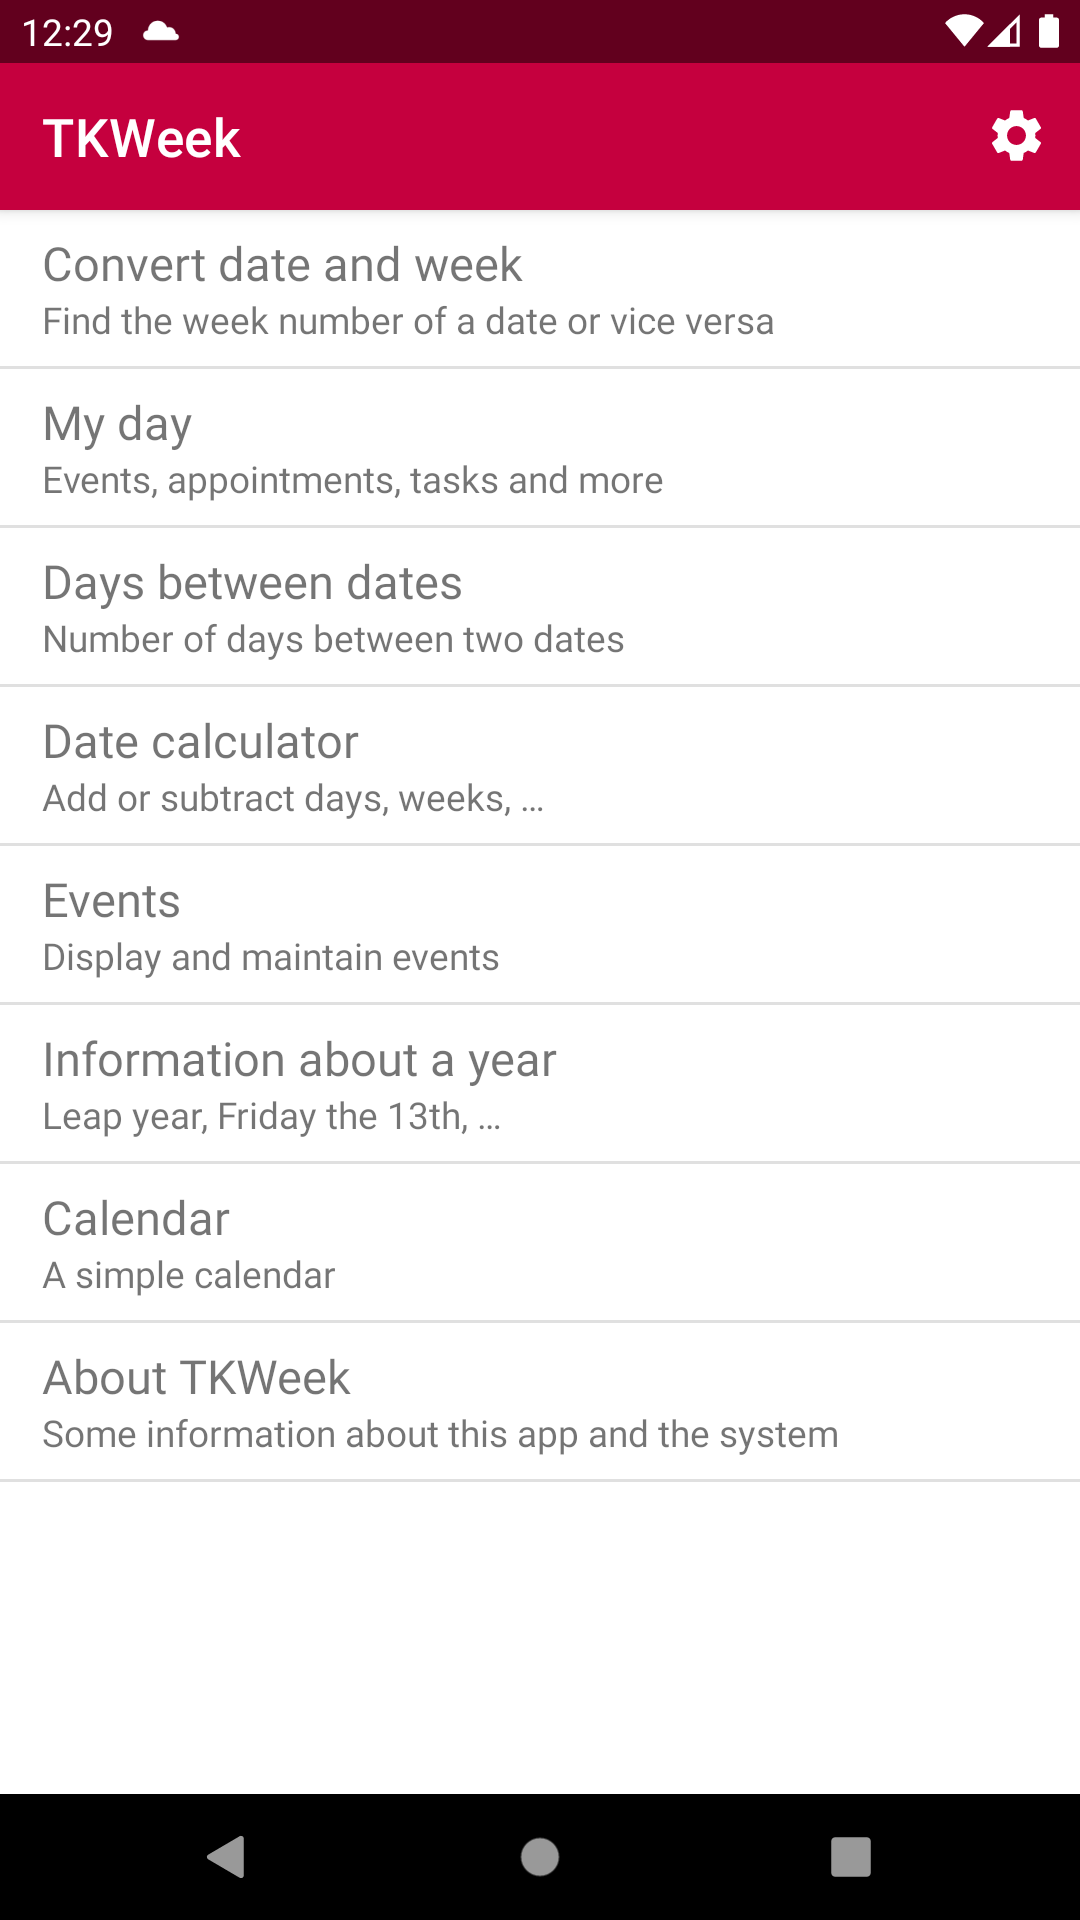 12:29
TKWeek
Convert date and week
Find the week number of a date or vice versa
My day
Events, appointments, tasks and more
Days between dates
Number of days between two dates
Date calculator
Add or subtract days, weeks, …
Events
Display and maintain events
Information about a year
Leap year, Friday the 13th, …
Calendar
A simple calendar
About TKWeek
Some information about this app and the system